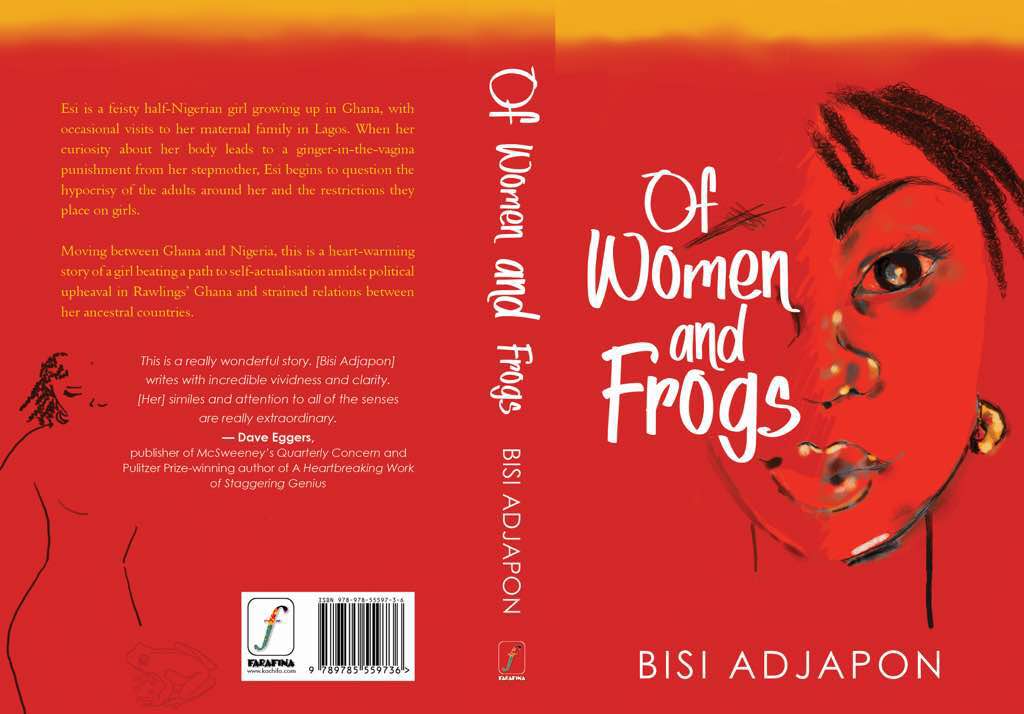 Esi is a feisty half-Nigerian girl growing up in Ghana, with
occasional visits to her maternal family in Lagos. When her
curiosity about her body leads to a ginger-in-the-vagina
punishment from her stepmother, Esi begins to question the
hypocrisy of the adults around her and the restrictions they
place on girls.
Moving between Ghana and Nigeria, this is a heart-warming
story of a girl beating a path to self-actualisation amidst political
upheaval in Rawlings' Ghana and strained relations between
her ancestral countries.
This is a really wonderful story. [Bisi Adjapon]
writes with incredible vividness and clarity.
[Her] similes and attention to all of the senses
are really extraordinary.
— Dave Eggers,
publisher of McSweeney's Quarterly Concern and
Pulitzer Prize-winning author of A Heartbreaking Work
of Staggering Genius
f
FARAFINA
www.kachifo.com
ISBN 978-978-55597-3-6
9 789785 559736 >
Of Women and Frogs
BISI ADJAPON
f
FARAFINA
Of
Women
and
Frogs
BISI ADJAPON